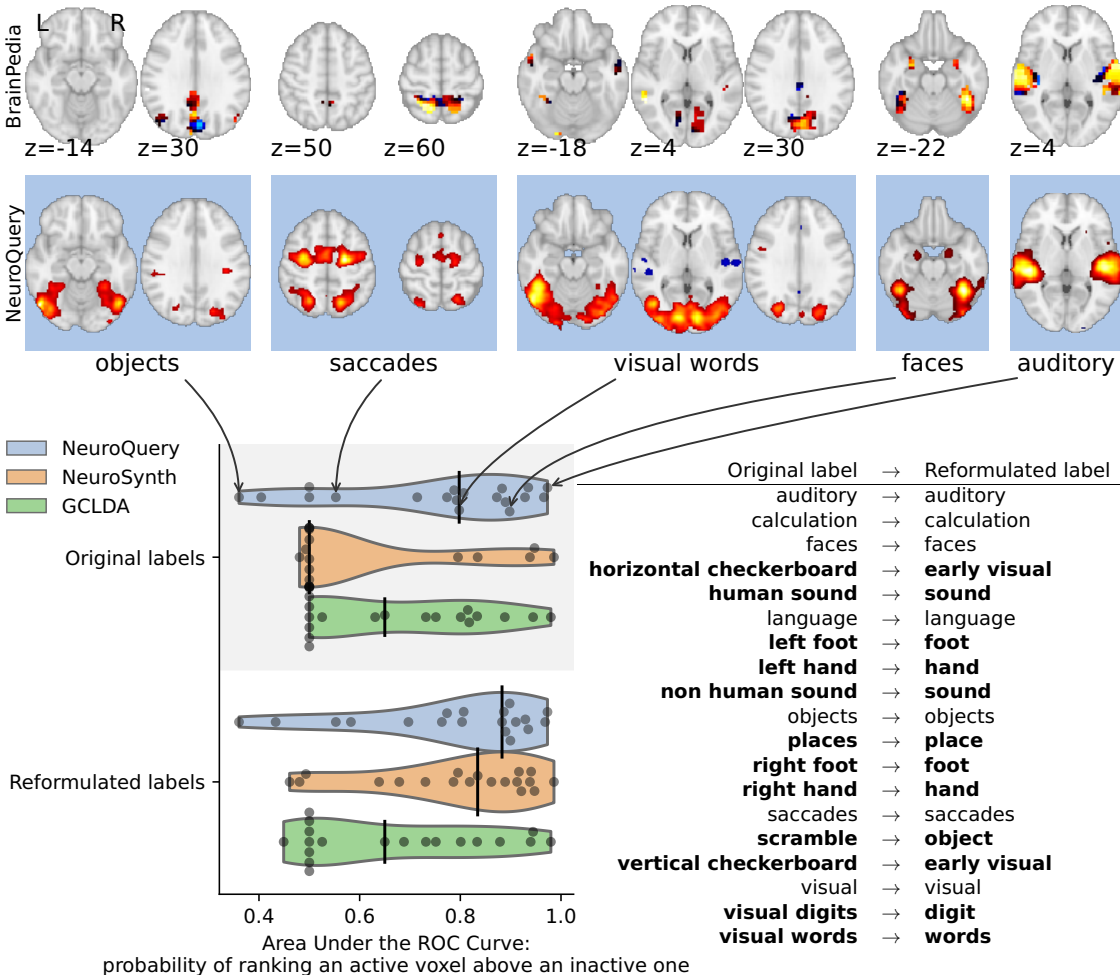 BrainPedia
L R
z=-14 z=30 z=50 z=60 z=-18 z=4 z=30 z=-22 z=4
NeuroQuery
objects saccades visual words faces auditory
NeuroQuery
NeuroSynth
GCLDA
Original labels
Reformulated labels
0.4 0.6 0.8 1.0
Area Under the ROC Curve:
probability of ranking an active voxel above an inactive one
Original label → Reformulated label
auditory → auditory
calculation → calculation
faces → faces
horizontal checkerboard → early visual
human sound → sound
language → language
left foot → foot
left hand → hand
non human sound → sound
objects → objects
places → place
right foot → foot
right hand → hand
saccades → saccades
scramble → object
vertical checkerboard → early visual
visual → visual
visual digits → digit
visual words → words